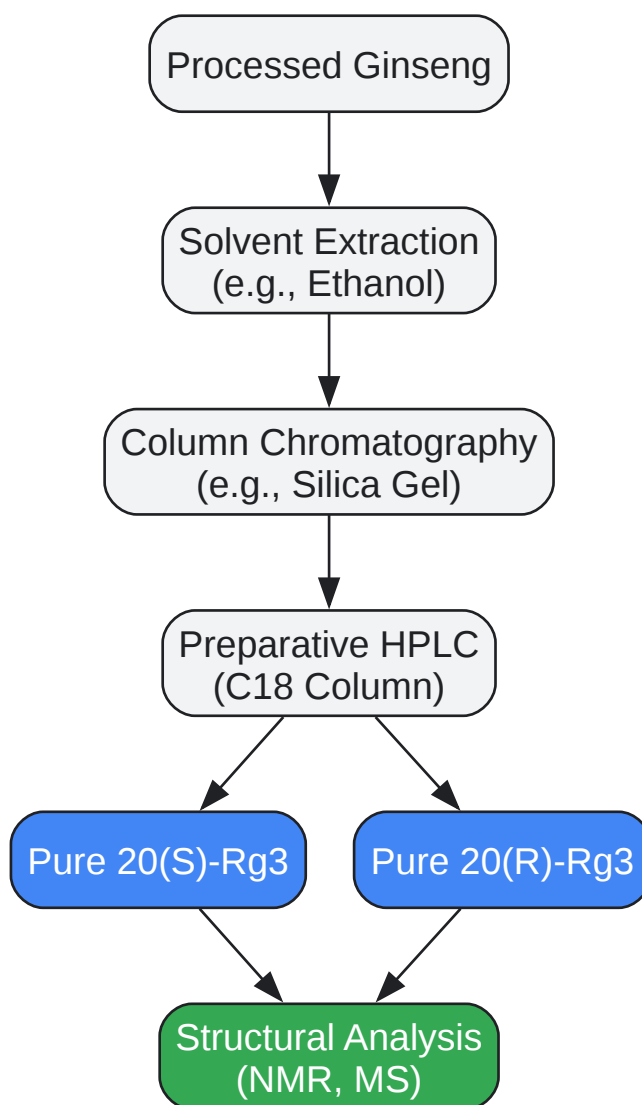 Processed Ginseng
Solvent Extraction
(e.g., Ethanol)
Column Chromatography
(e.g., Silica Gel)
Preparative HPLC
(C18 Column)
Pure 20(S)-Rg3
Pure 20(R)-Rg3
Structural Analysis
(NMR, MS)